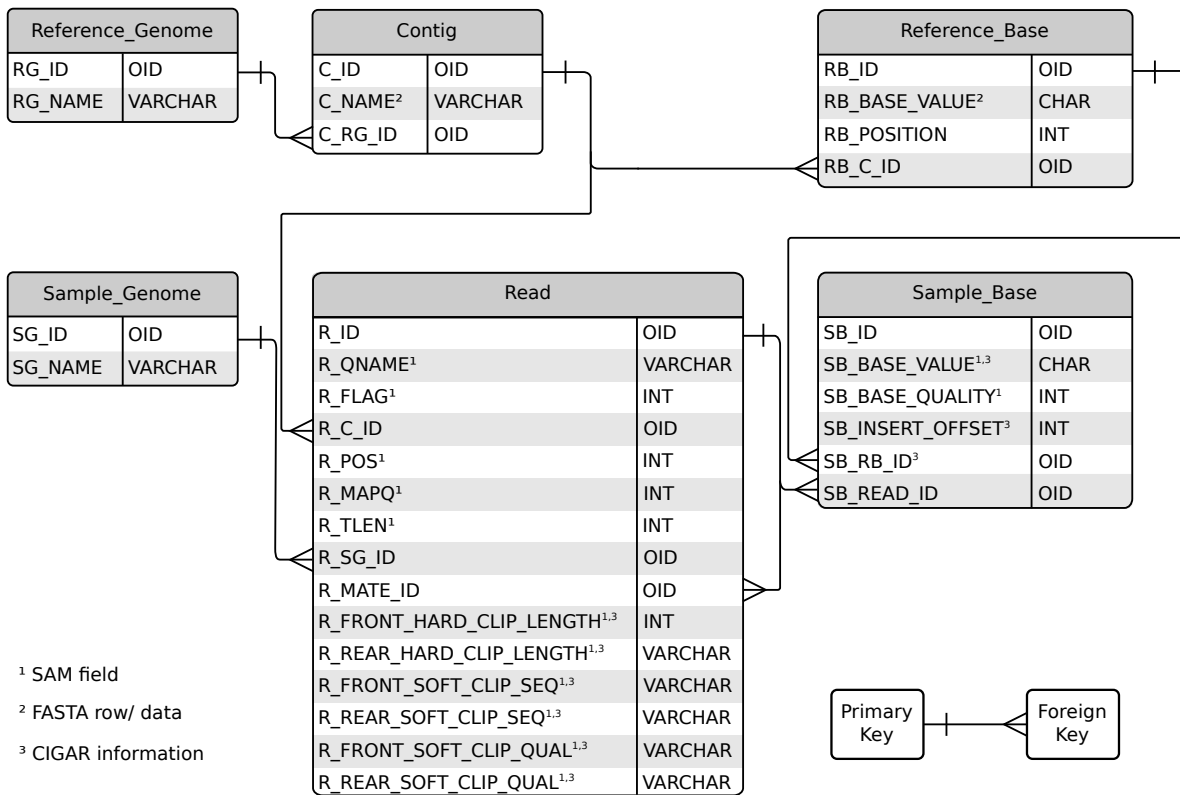 Reference_Genome
RG_ID OID
RG_NAME VARCHAR
Contig
C_ID OID
C_NAME² VARCHAR
C_RG_ID OID
Reference_Base
RB_ID OID
RB_BASE_VALUE² CHAR
RB_POSITION INT
RB_C_ID OID
Sample_Genome
SG_ID OID
SG_NAME VARCHAR
Read
R_ID OID
R_QNAME¹ VARCHAR
R_FLAG¹ INT
R_C_ID OID
R_POS¹ INT
R_MAPQ¹ INT
R_TLEN¹ INT
R_SG_ID OID
R_MATE_ID OID
R_FRONT_HARD_CLIP_LENGTH¹,³ INT
R_REAR_HARD_CLIP_LENGTH¹,³ VARCHAR
R_FRONT_SOFT_CLIP_SEQ¹,³ VARCHAR
R_REAR_SOFT_CLIP_SEQ¹,³ VARCHAR
R_FRONT_SOFT_CLIP_QUAL¹,³ VARCHAR
R_REAR_SOFT_CLIP_QUAL¹,³ VARCHAR
Sample_Base
SB_ID OID
SB_BASE_VALUE¹,³ CHAR
SB_BASE_QUALITY¹ INT
SB_INSERT_OFFSET³ INT
SB_RB_ID³ OID
SB_READ_ID OID
¹ SAM field
² FASTA row/ data
³ CIGAR information
Primary
Key
Foreign
Key